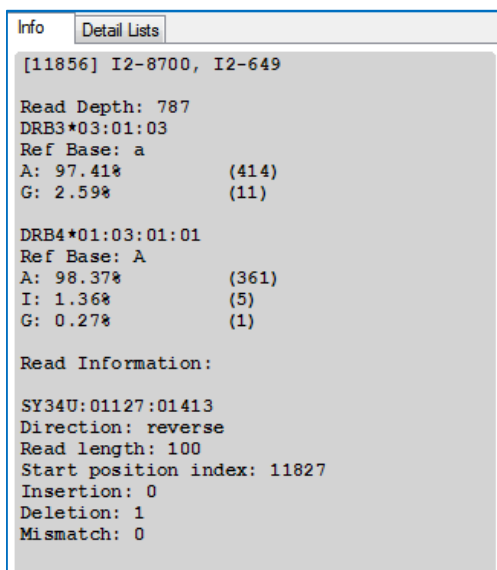 Info Detail Lists
[11856] I2-8700, I2-649
Read Depth: 787
DRB3*03:01:03
Ref Base: a
A: 97.41% (414)
G: 2.59% (11)
DRB4*01:03:01:01
Ref Base: A
A: 98.37% (361)
I: 1.36% (5)
G: 0.27% (1)
Read Information:
SY34U:01127:01413
Direction: reverse
Read length: 100
Start position index: 11827
Insertion: 0
Deletion: 1
Mismatch: 0